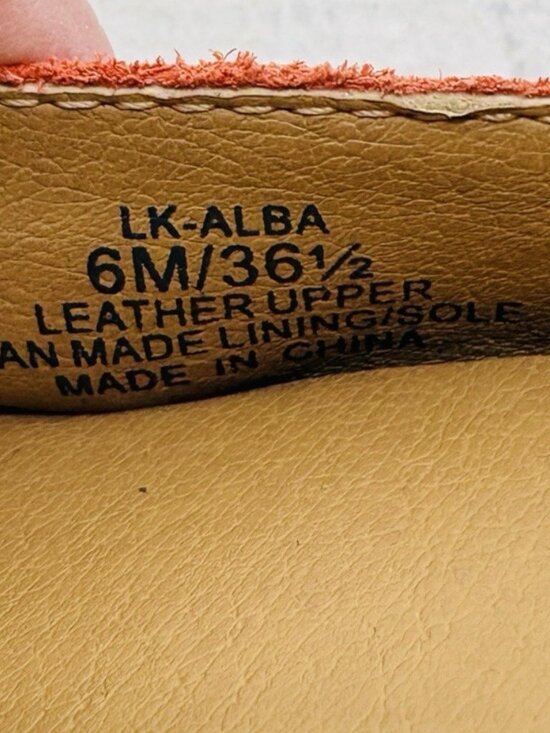 LK-ALBA
6M/36½
LEATHER UPPER
AN MADE LINING/SOLE
MADE IN CHINA